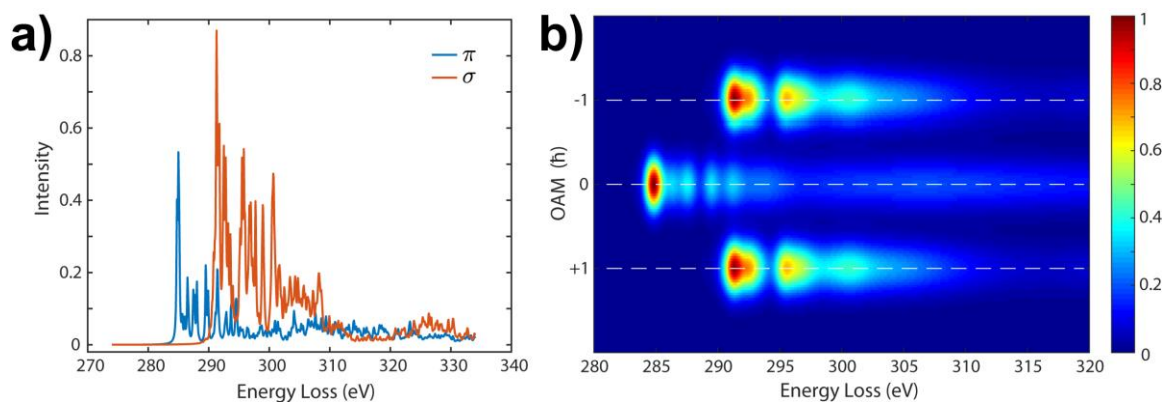 a)
π
σ
0.8
0.6
0.4
0.2
0
Intensity
270 280 290 300 310 320 330 340
Energy Loss (eV)
b)
-1
0
+1
OAM (ħ)
280 285 290 295 300 305 310 315 320
Energy Loss (eV)
1
0.8
0.6
0.4
0.2
0